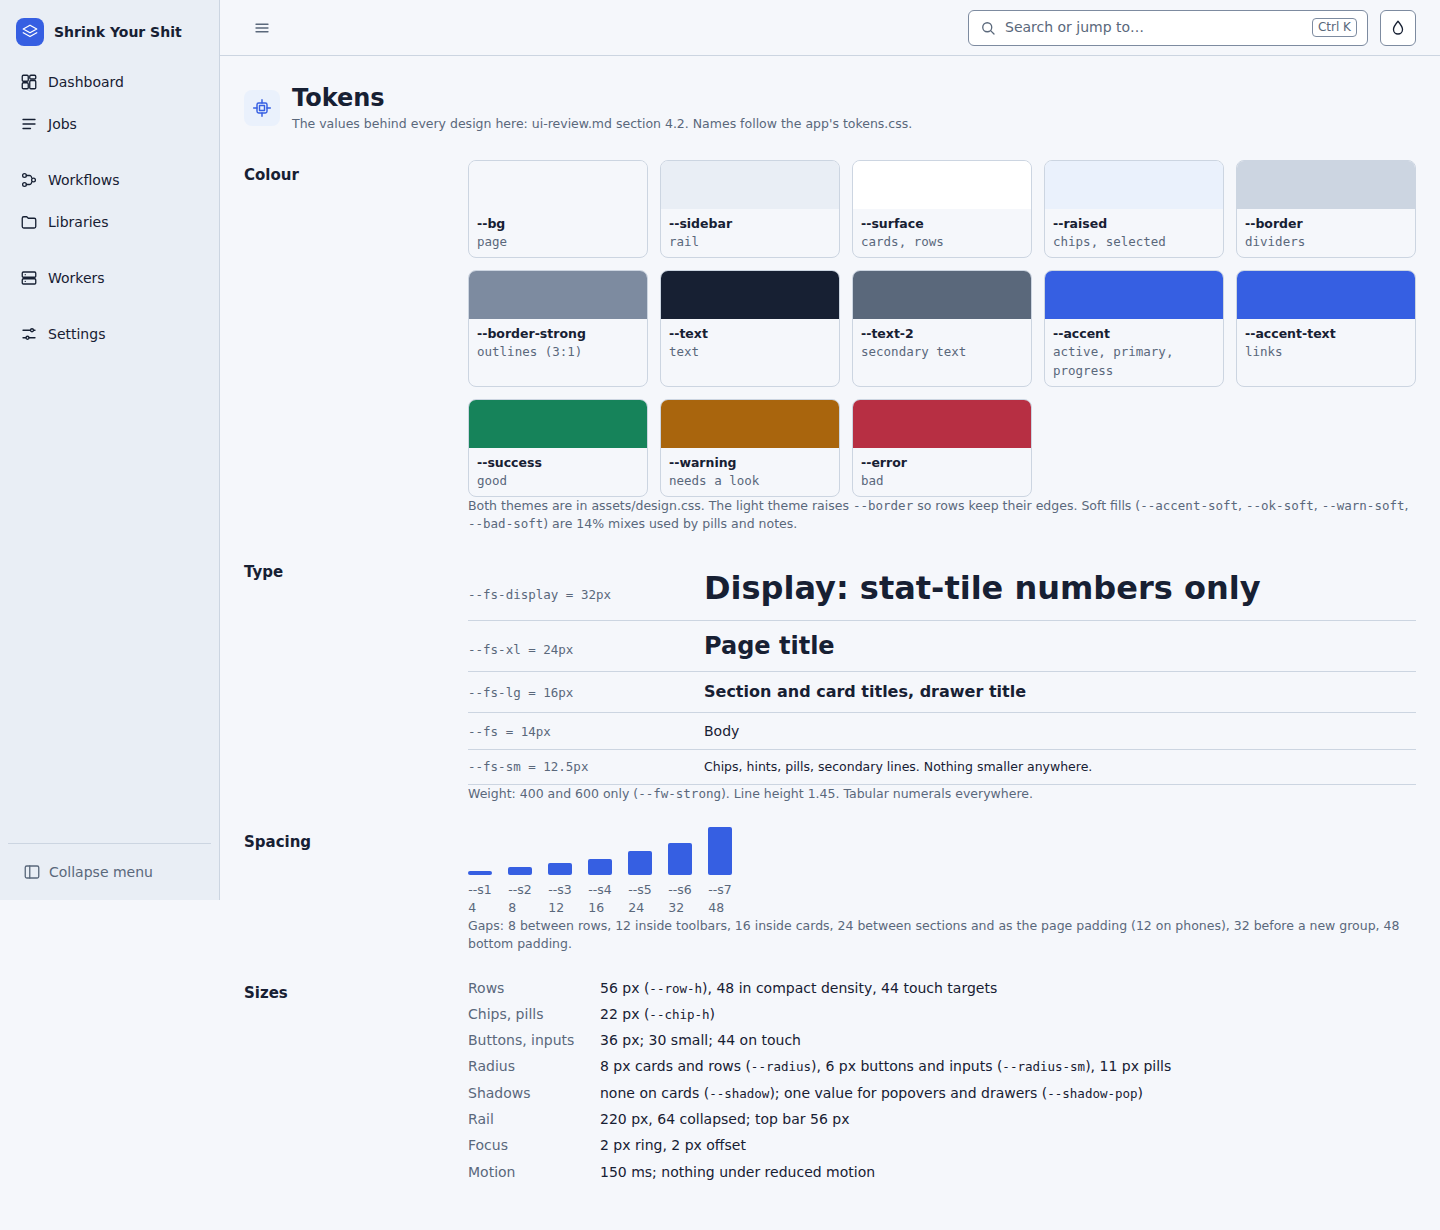 Shrink Your Shit
Search or jump to…
Ctrl K
Dashboard
Jobs
Workflows
Libraries
Workers
Settings
Collapse menu
Tokens
The values behind every design here: ui-review.md section 4.2. Names follow the app's tokens.css.
Colour
--bg
page
--sidebar
rail
--surface
cards, rows
--raised
chips, selected
--border
dividers
--border-strong
outlines (3:1)
--text
text
--text-2
secondary text
--accent
active, primary,
progress
--accent-text
links
--success
good
--warning
needs a look
--error
bad
Both themes are in assets/design.css. The light theme raises --border so rows keep their edges. Soft fills (--accent-soft, --ok-soft, --warn-soft,
--bad-soft) are 14% mixes used by pills and notes.
Type
--fs-display = 32px
Display: stat-tile numbers only
--fs-xl = 24px
Page title
--fs-lg = 16px
Section and card titles, drawer title
--fs = 14px
Body
--fs-sm = 12.5px
Chips, hints, pills, secondary lines. Nothing smaller anywhere.
Weight: 400 and 600 only (--fw-strong). Line height 1.45. Tabular numerals everywhere.
Spacing
--s1 --s2 --s3 --s4 --s5 --s6 --s7
4 8 12 16 24 32 48
Gaps: 8 between rows, 12 inside toolbars, 16 inside cards, 24 between sections and as the page padding (12 on phones), 32 before a new group, 48
bottom padding.
Sizes
Rows 56 px (--row-h), 48 in compact density, 44 touch targets
Chips, pills 22 px (--chip-h)
Buttons, inputs 36 px; 30 small; 44 on touch
Radius 8 px cards and rows (--radius), 6 px buttons and inputs (--radius-sm), 11 px pills
Shadows none on cards (--shadow); one value for popovers and drawers (--shadow-pop)
Rail 220 px, 64 collapsed; top bar 56 px
Focus 2 px ring, 2 px offset
Motion 150 ms; nothing under reduced motion